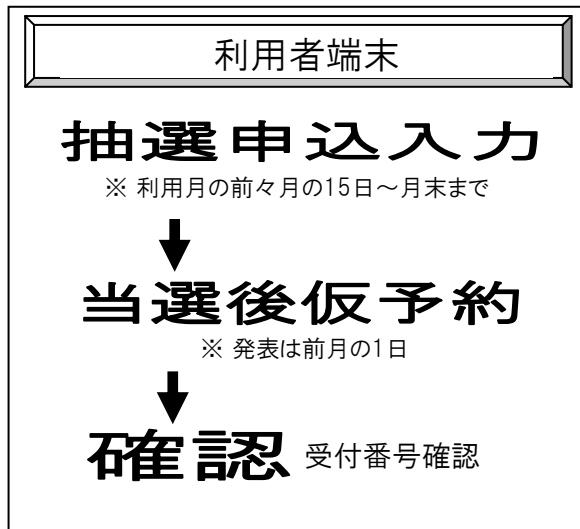 利用者端末
抽選申込入力
※ 利用月の前々月の15日～月末まで
当選後仮予約
※ 発表は前月の1日
確認 受付番号確認